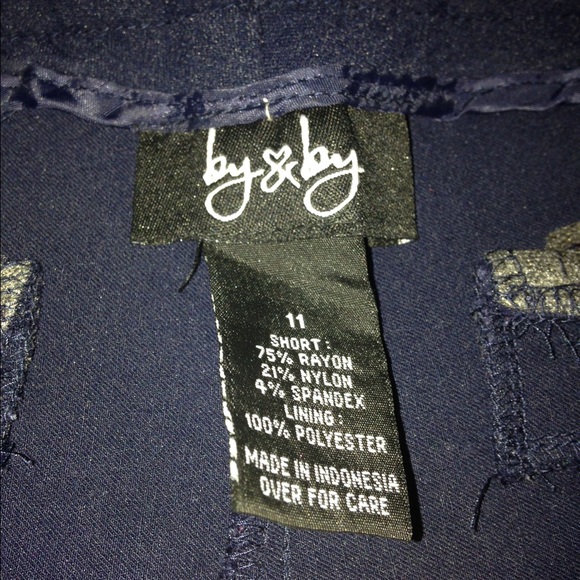 by & by
11
SHORT:
75% RAYON
21% NYLON
4% SPANDEX
LINING:
100% POLYESTER
MADE IN INDONESIA
OVER FOR CARE